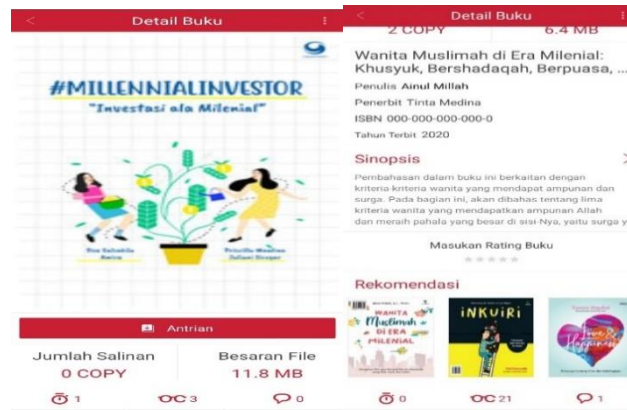 Detail Buku
#MILLENNIALINVESTOR
"Investasi ala Milenial"
Antrian
Jumlah Salinan
Besaran File
0 COPY
11.8 MB
1
3
Detail Buku
2 COPY
6.4 MB
Wanita Muslimah di Era Milenial:
Khusyuk, Bershadaqah, Berpuasa, ...
Penulis Ainul Millah
Penerbit Tinta Medina
ISBN 000-000-000-000-0
Tahun Terbit 2020
Sinopsis
Pembahasan dalam buku ini berkaitan dengan
kriteria kriteria wanita yang mendapat ampunan dan
surga. Pada bagian ini, akan dibahas tentang lima
kriteria wanita yang mendapatkan ampunan Allah
dan meraih pahala yang besar di sisi-Nya, yaitu surga y
Masukan Rating Buku
Rekomendasi
WANITA
Muslimah
DI ERA
MILENIAL
INKUIRI
Love &
Happiness
0
21
1